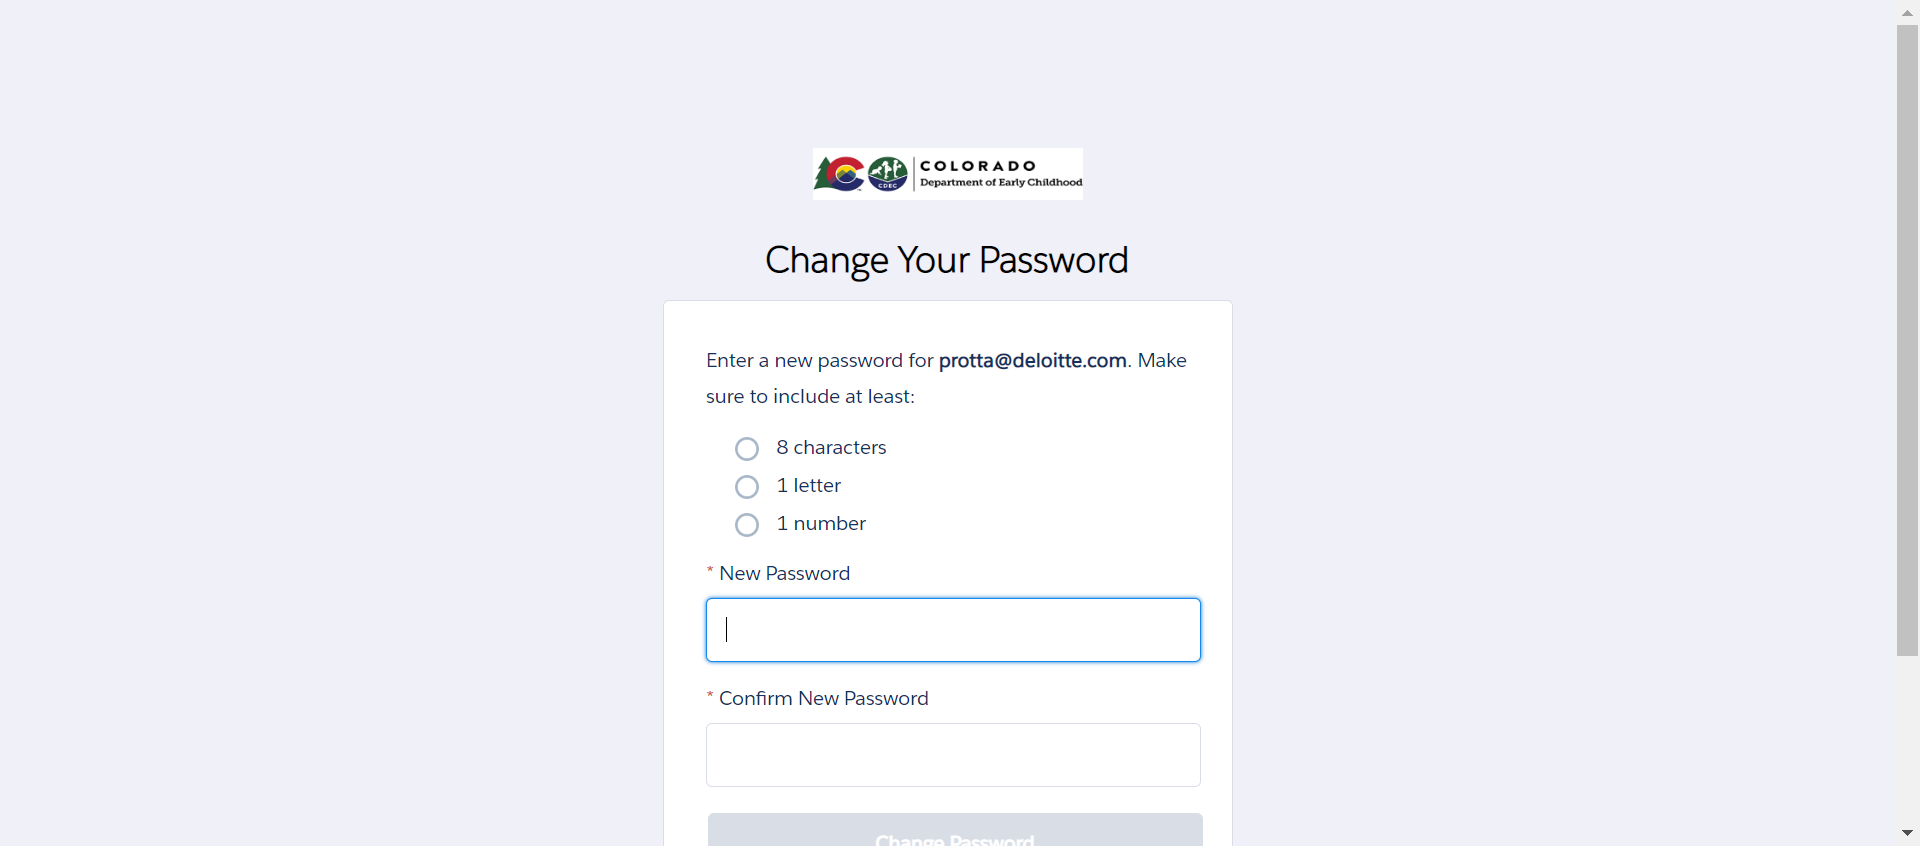 CDEC
COLORADO
Department of Early Childhood
Change Your Password
Enter a new password for protta@deloitte.com. Make
sure to include at least:
8 characters
1 letter
1 number
* New Password
* Confirm New Password
Change Password